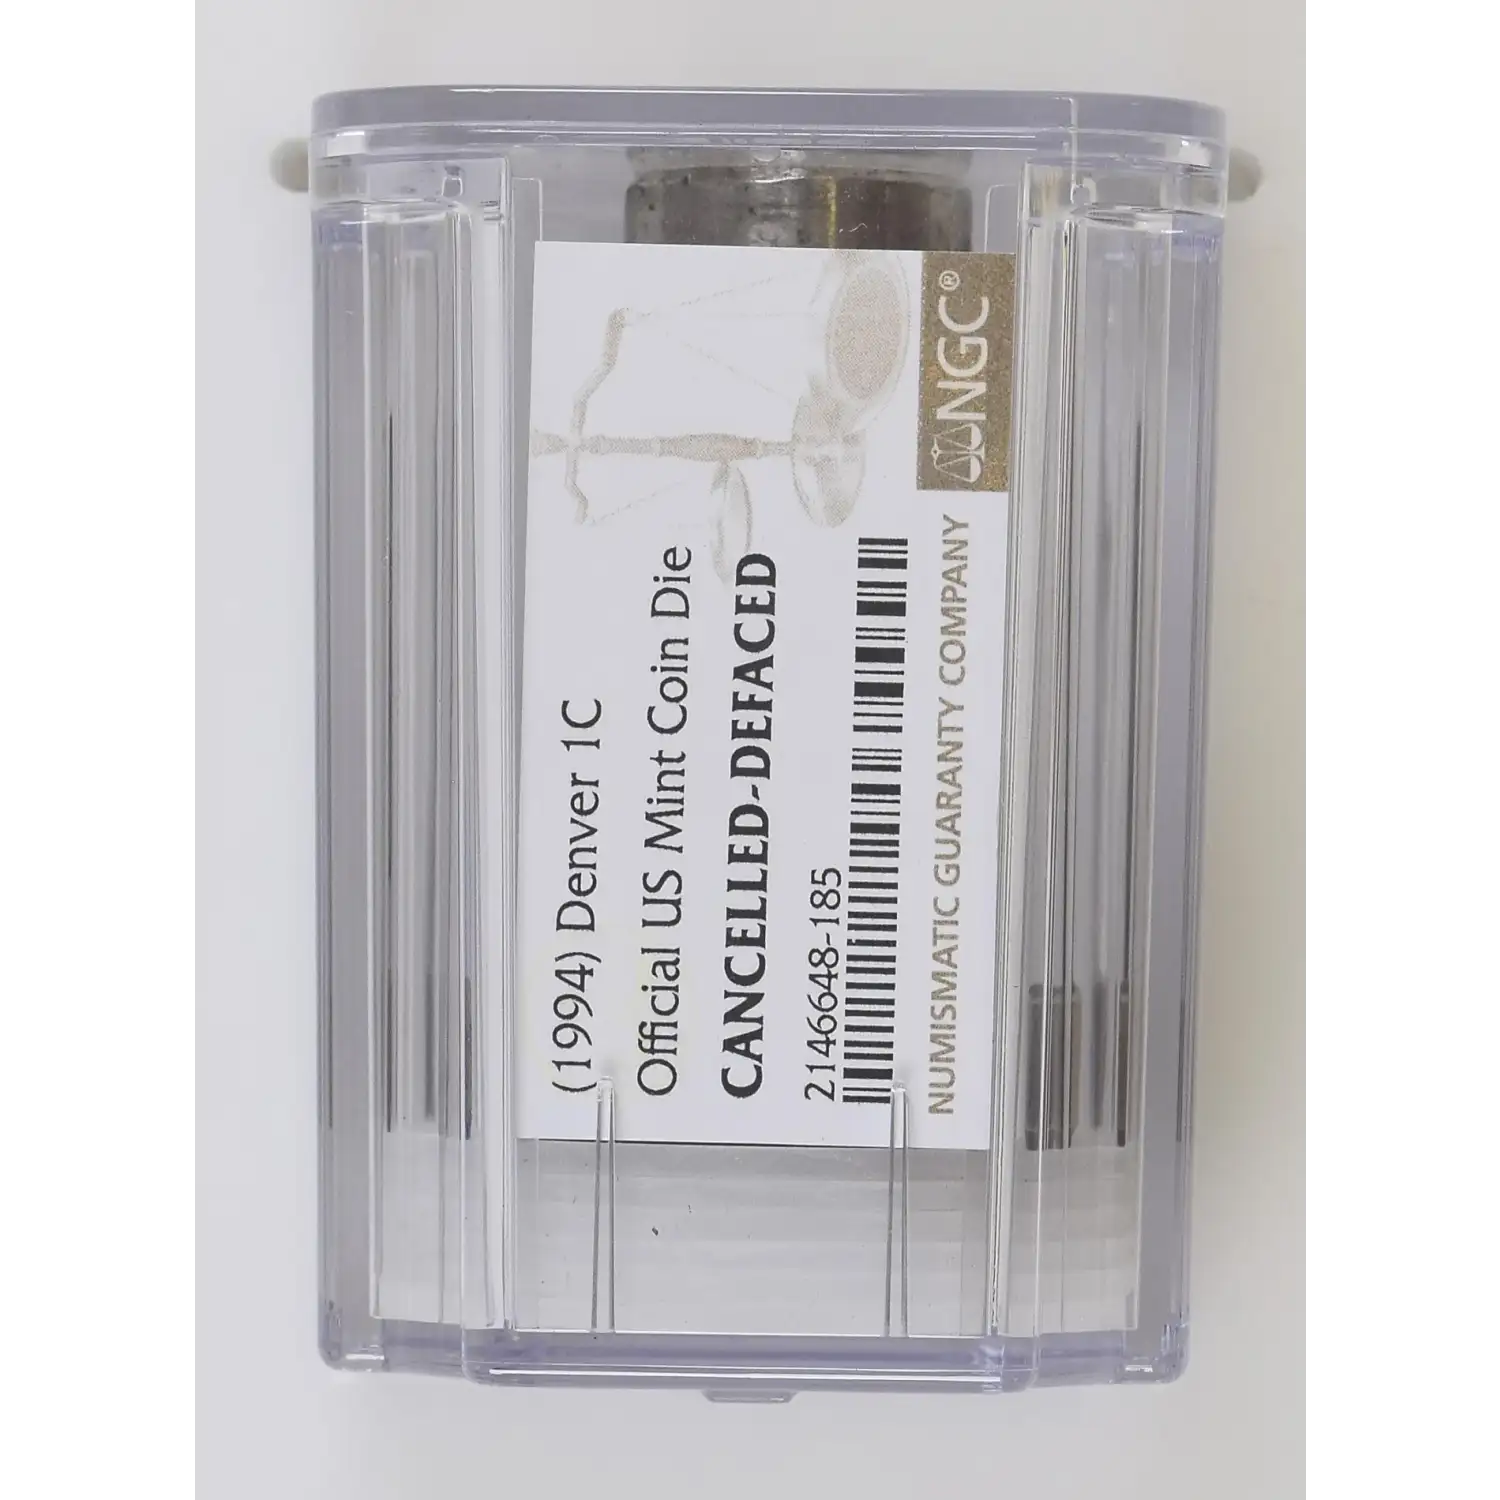 (1994) Denver 1C
Official US Mint Coin Die
CANCELLED-DEFACED
2146648-185
NUMISMATIC GUARANTY COMPANY
NGC®